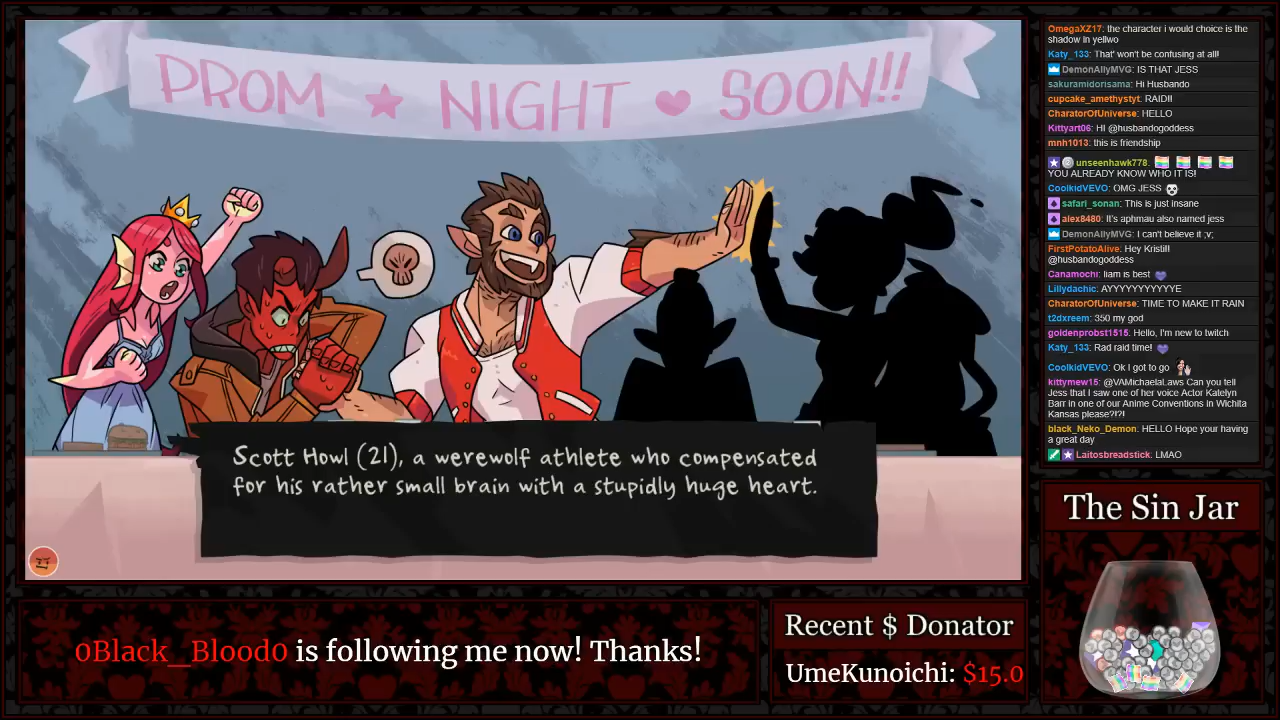 PROM NIGHT SOON!!
Scott Howl (21), a werewolf athlete who compensated
for his rather small brain with a stupidly huge heart.
OmegaXZ17: the character i would choice is the
shadow in yellwo
Katy_133: That' won't be confusing at all!
DemonAllyMVG: IS THAT JESS
sakuramidorisama: Hi Husbando
cupcake_amethystyt: RAID!!
CharatorOfUniverse: HELLO
Kittyart06: HI @husbandogoddess
mnh1013: this is friendship
unseenhawk778:
YOU ALREADY KNOW WHO IT IS!
CoolkidVEVO: OMG JESS
safari_sonan: This is just insane
alex8480: It's aphmau also named jess
DemonAllyMVG: I can't believe it ;v;
FirstPotatoAlive: Hey Kristi!!
@husbandogoddess
Canamochi: liam is best
Lillydachic: AYYYYYYYYYYYE
CharatorOfUniverse: TIME TO MAKE IT RAIN
t2dxreem: 350 my god
goldenprobst1515: Hello, I'm new to twitch
Katy_133: Rad raid time!
CoolkidVEVO: Ok I got to go
kittymew15: @VAMichaelaLaws Can you tell
Jess that I saw one of her voice Actor Katelyn
Barr in one of our Anime Conventions in Wichita
Kansas please?!?!
black_Neko_Demon: HELLO Hope your having
a great day
Laitosbreadstick: LMAO
The Sin Jar
0Black_Blood0 is following me now! Thanks!
Recent $ Donator
UmeKunoichi: $15.0